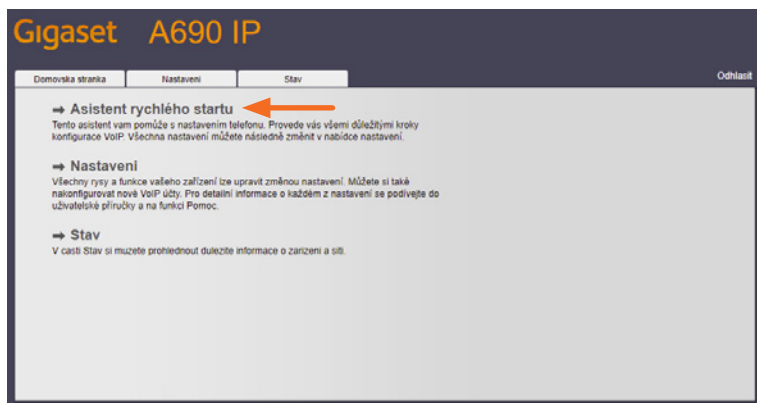 Gigaset A690 IP
Domovska stranka Nastaveni Stav Odhlasit
➡ Asistent rychlého startu
Tento asistent vam pomůže s nastavením telefonu. Provede vás všemi důležitými kroky
konfigurace VoIP. Všechna nastavení můžete následně změnit v nabídce nastavení.
➡ Nastaveni
Všechny rysy a funkce vašeho zařízení lze upravit změnou nastavení. Můžete si také
nakonfigurovat nové VoIP účty. Pro detailní informace o každém z nastavení se podívejte do
uživatelské příručky a na funkci Pomoc.
➡ Stav
V casti Stav si muzete prohlednout dulezite informace o zarizeni a siti.